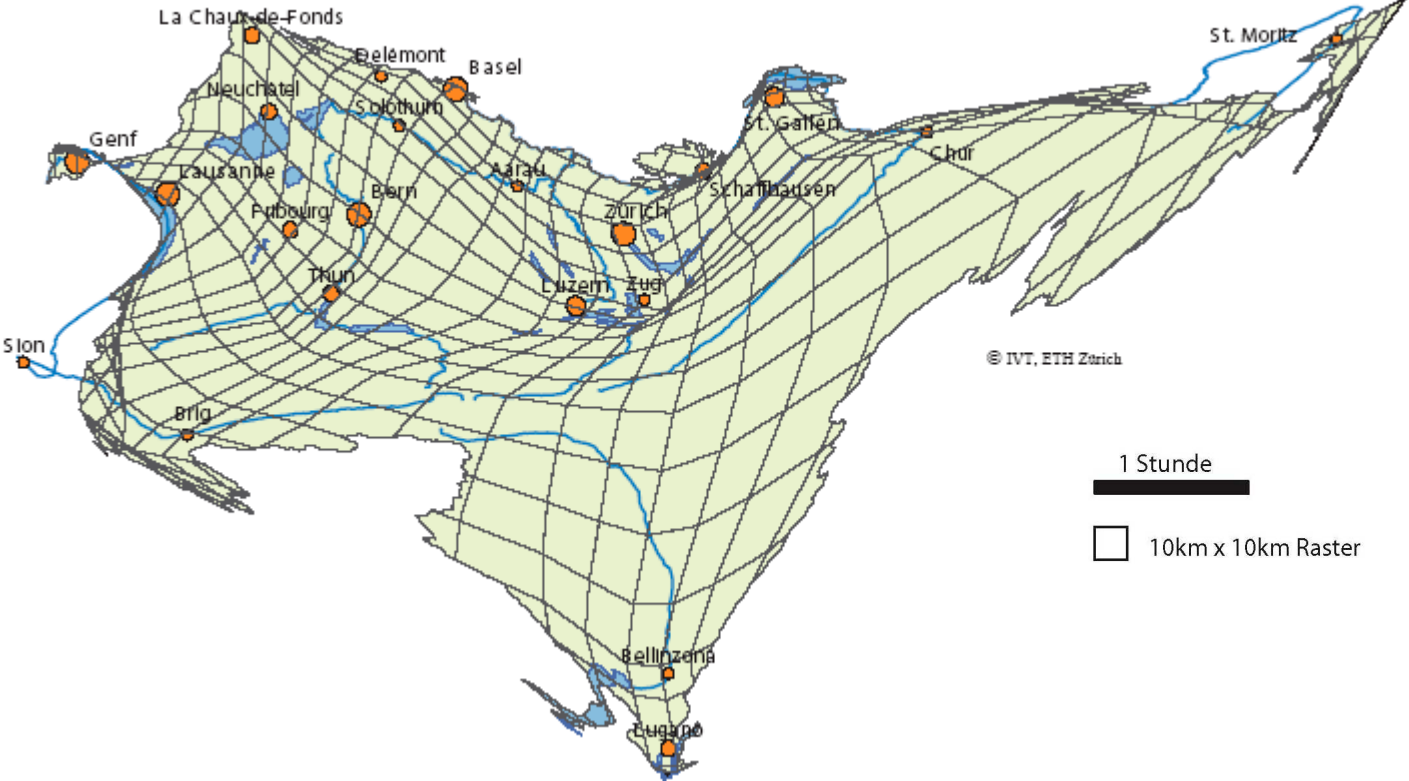 La Chaux-de-Fonds
St. Moritz
Delémont
Basel
Neuchatel
Solothurn
St. Gallen
Genf
Chur
Lausanne
Aarau
Schaffhausen
Bern
Fribourg
Zürich
Thun
Luzern
Zug
Sion
© IVT, ETH Zürich
Brig
1 Stunde
10km x 10km Raster
Bellinzona
Lugano